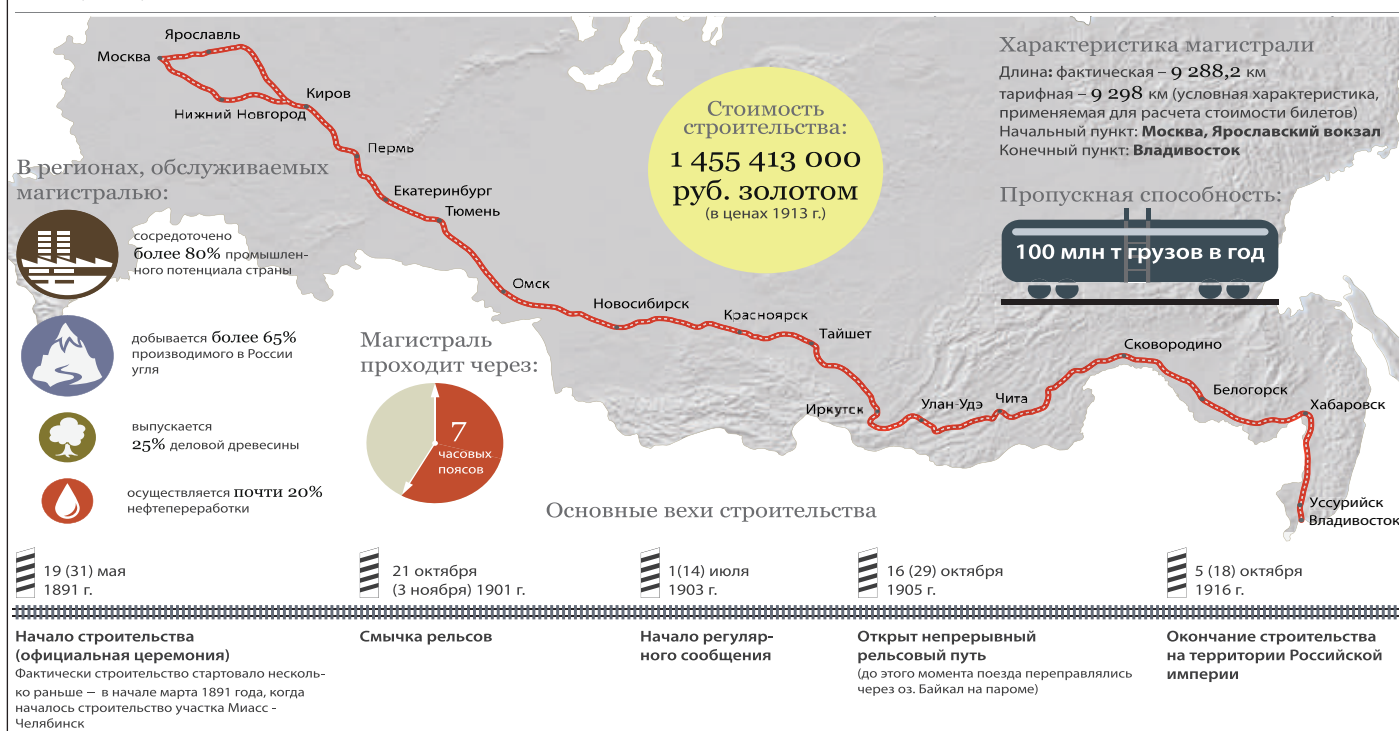 Ярославль
Москва
Киров
Нижний Новгород
Пермь
Екатеринбург
Тюмень
Омск
Новосибирск
Красноярск
Тайшет
Иркутск
Улан-Удэ
Чита
Сковородино
Белогорск
Хабаровск
Уссурийск
Владивосток
Стоимость
строительства:
1 455 413 000
руб. золотом
(в ценах 1913 г.)
Характеристика магистрали
Длина: фактическая – 9 288,2 км
тарифная – 9 298 км (условная характеристика,
применяемая для расчета стоимости билетов)
Начальный пункт: Москва, Ярославский вокзал
Конечный пункт: Владивосток
Пропускная способность:
100 млн т грузов в год
В регионах, обслуживаемых
магистралью:
сосредоточено
более 80% промышлен-
ного потенциала страны
добывается более 65%
производимого в России
угля
выпускается
25% деловой древесины
осуществляется почти 20%
нефтепереработки
Магистраль
проходит через:
7
часовых
поясов
Основные вехи строительства
19 (31) мая
1891 г.
Начало строительства
(официальная церемония)
Фактически строительство стартовало несколь-
ко раньше – в начале марта 1891 года, когда
началось строительство участка Миасс -
Челябинск
21 октября
(3 ноября) 1901 г.
Смычка рельсов
1(14) июля
1903 г.
Начало регуляр-
ного сообщения
16 (29) октября
1905 г.
Открыт непрерывный
рельсовый путь
(до этого момента поезда переправлялись
через оз. Байкал на пароме)
5 (18) октября
1916 г.
Окончание строительства
на территории Российской
империи